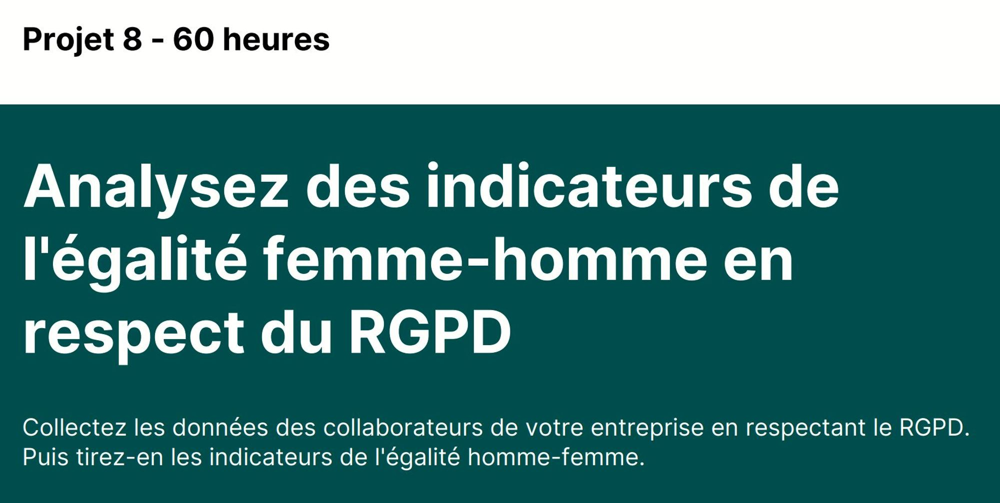 Projet 8 - 60 heures
Analysez des indicateurs de
l'égalité femme-homme en
respect du RGPD
Collectez les données des collaborateurs de votre entreprise en respectant le RGPD.
Puis tirez-en les indicateurs de l'égalité homme-femme.